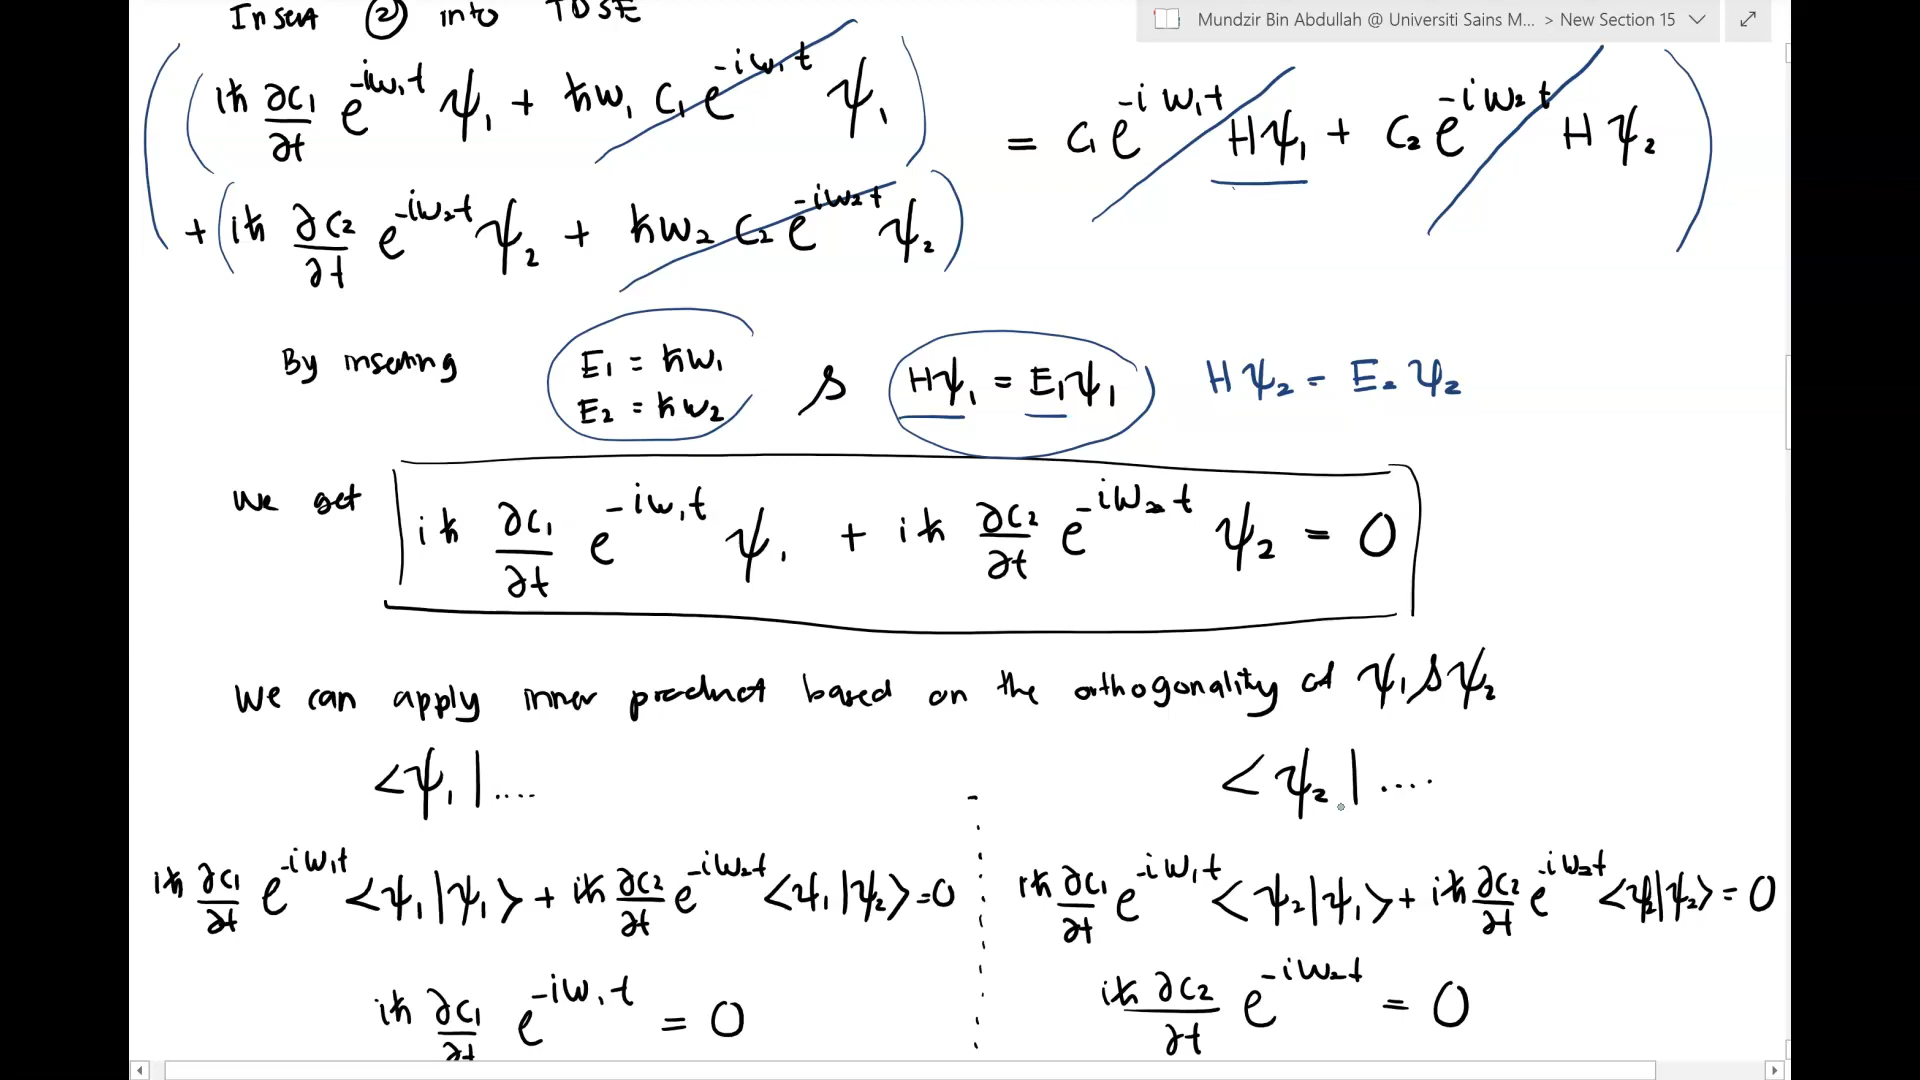 Insert ② into TDSE
Mundzir Bin Abdullah @ Universiti Sains M... > New Section 15
(iħ ∂c₁/∂t e^{-iω₁t} ψ₁ + ħω₁ c₁ e^{-iω₁t} ψ₁) = c₁ e^{-iω₁t} Hψ₁ + c₂ e^{-iω₂t} Hψ₂
+ (iħ ∂c₂/∂t e^{-iω₂t} ψ₂ + ħω₂ c₂ e^{-iω₂t} ψ₂)
By inserting E₁ = ħω₁ & Hψ₁ = E₁ψ₁ Hψ₂ = E₂ψ₂
E₂ = ħω₂
We get iħ ∂c₁/∂t e^{-iω₁t} ψ₁ + iħ ∂c₂/∂t e^{-iω₂t} ψ₂ = 0
We can apply inner product based on the orthogonality of ψ₁ & ψ₂
<ψ₁|.... <ψ₂|....
iħ ∂c₁/∂t e^{-iω₁t} <ψ₁|ψ₁> + iħ ∂c₂/∂t e^{-iω₂t} <ψ₁|ψ₂> = 0
iħ ∂c₁/∂t e^{-iω₁t} = 0
iħ ∂c₁/∂t e^{-iω₁t} <ψ₂|ψ₁> + iħ ∂c₂/∂t e^{-iω₂t} <ψ₂|ψ₂> = 0
iħ ∂c₂/∂t e^{-iω₂t} = 0